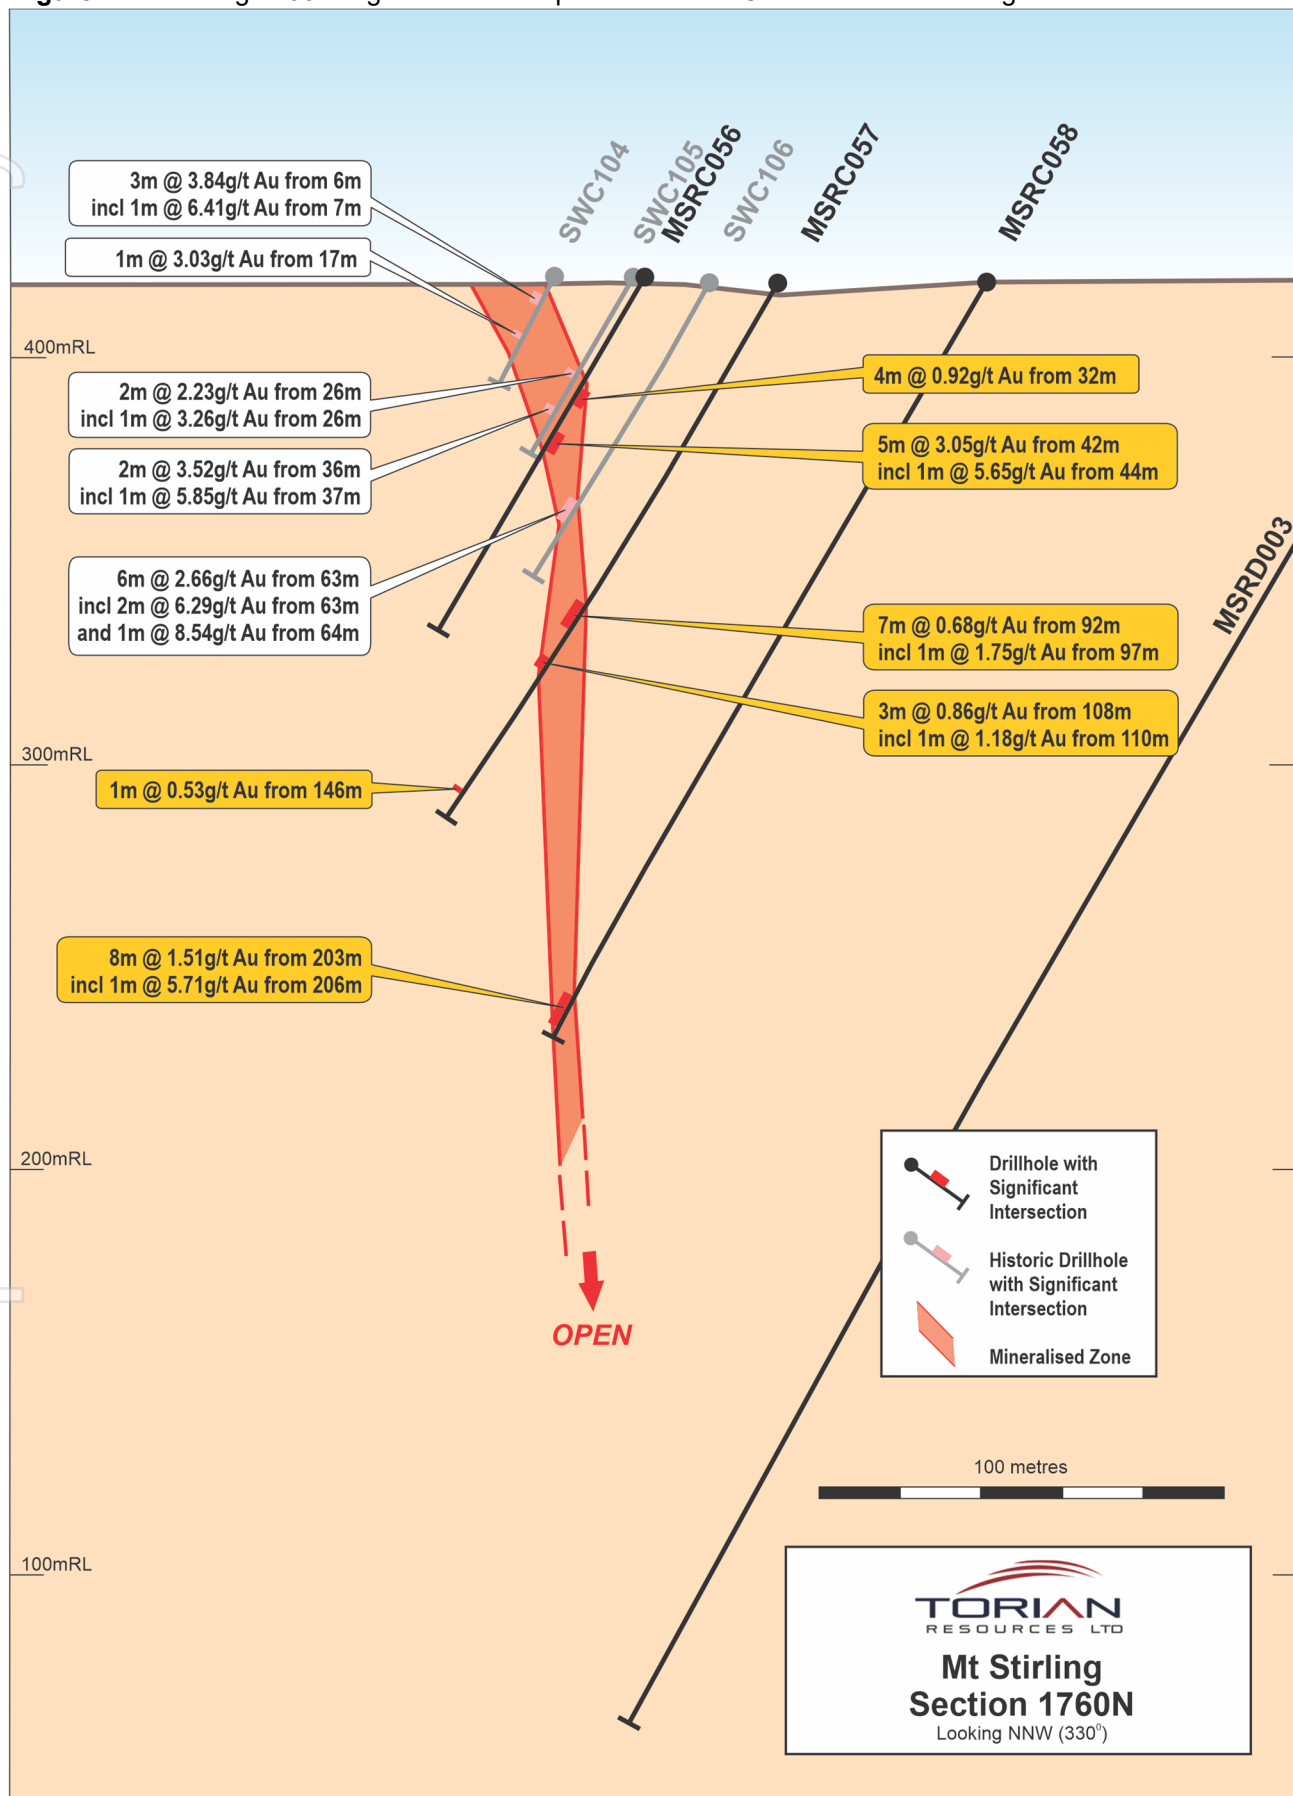 SWC104
SWC105
MSRC056
SWC106
MSRC057
MSRC058
3m @ 3.84g/t Au from 6m
incl 1m @ 6.41g/t Au from 7m
1m @ 3.03g/t Au from 17m
400mRL
2m @ 2.23g/t Au from 26m
incl 1m @ 3.26g/t Au from 26m
4m @ 0.92g/t Au from 32m
5m @ 3.05g/t Au from 42m
incl 1m @ 5.65g/t Au from 44m
2m @ 3.52g/t Au from 36m
incl 1m @ 5.85g/t Au from 37m
MSRD003
6m @ 2.66g/t Au from 63m
incl 2m @ 6.29g/t Au from 63m
and 1m @ 8.54g/t Au from 64m
7m @ 0.68g/t Au from 92m
incl 1m @ 1.75g/t Au from 97m
3m @ 0.86g/t Au from 108m
incl 1m @ 1.18g/t Au from 110m
300mRL
1m @ 0.53g/t Au from 146m
8m @ 1.51g/t Au from 203m
incl 1m @ 5.71g/t Au from 206m
200mRL
Drillhole with
Significant
Intersection
Historic Drillhole
with Significant
Intersection
Mineralised Zone
OPEN
100 metres
100mRL
TORIAN
RESOURCES LTD
Mt Stirling
Section 1760N
Looking NNW (330⁰)